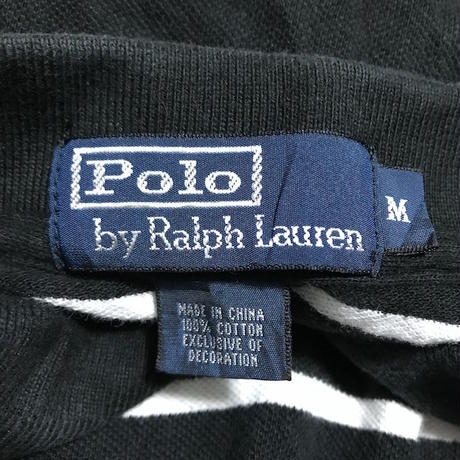 Polo
by Ralph Lauren
M
MADE IN CHINA
100% COTTON
EXCLUSIVE OF
DECORATION